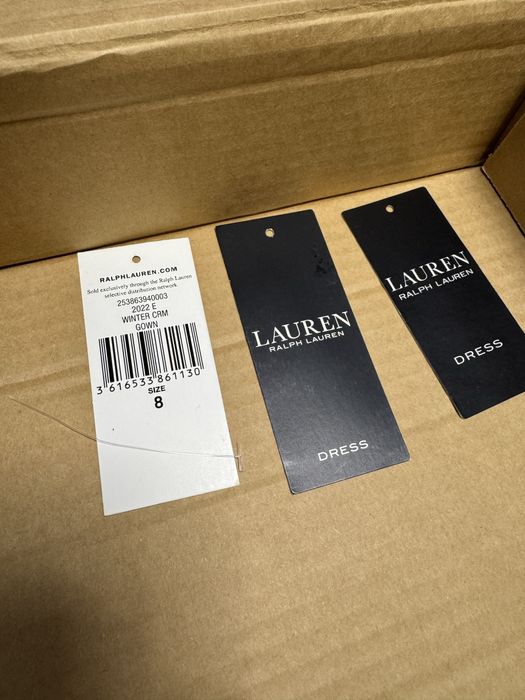 RALPHLAUREN.COM
Sold exclusively through the Ralph Lauren
selective distribution network
253863940003
2022 E
WINTER CRM
GOWN
3 616533 861130
SIZE
8
LAUREN
RALPH LAUREN
DRESS
LAUREN
RALPH LAUREN
DRESS